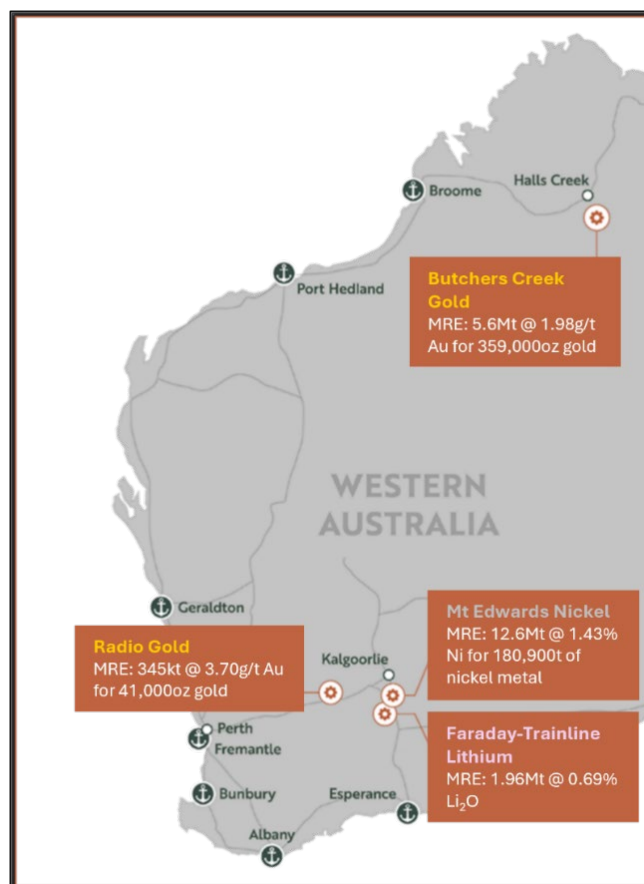 Halls Creek
Broome
Port Hedland
Butchers Creek
Gold
MRE: 5.6Mt @ 1.98g/t
Au for 359,000oz gold
WESTERN
AUSTRALIA
Geraldton
Mt Edwards Nickel
MRE: 12.6Mt @ 1.43%
Ni for 180,900t of
nickel metal
Radio Gold
MRE: 345kt @ 3.70g/t Au
for 41,000oz gold
Kalgoorlie
Perth
Fremantle
Faraday-Trainline
Lithium
MRE: 1.96Mt @ 0.69%
Li₂O
Bunbury
Esperance
Albany